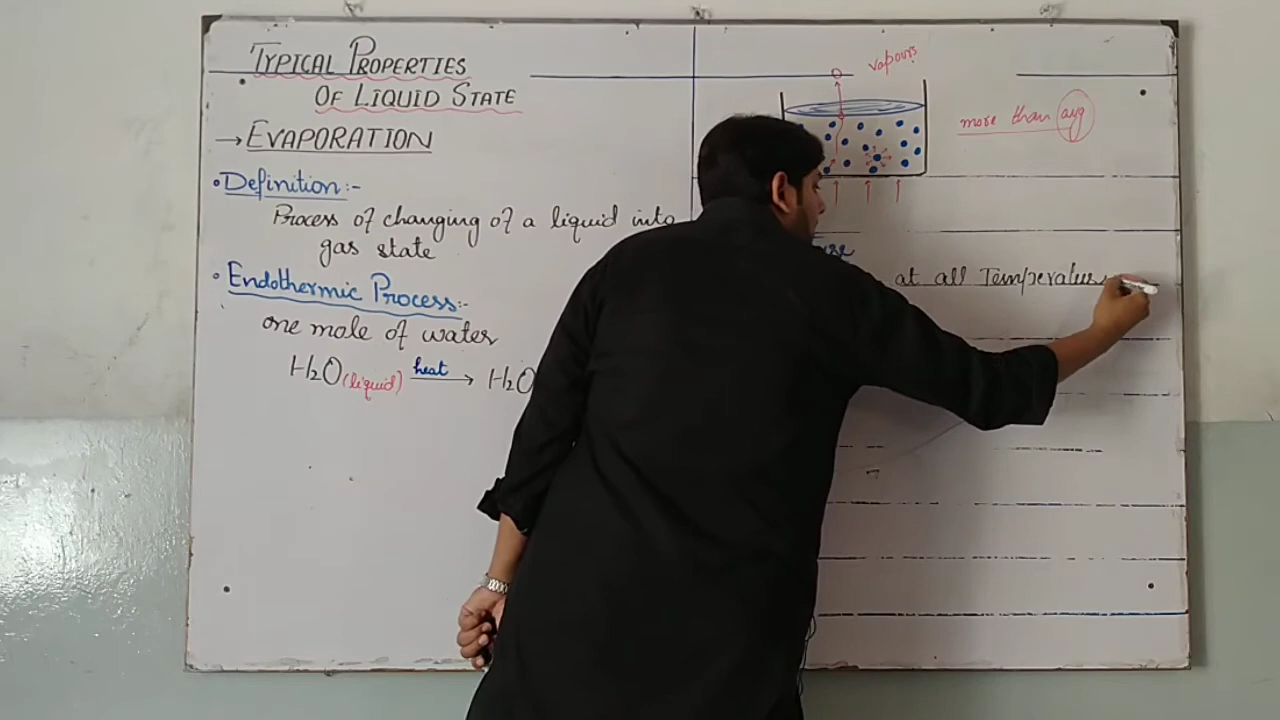 TYPICAL PROPERTIES
OF LIQUID STATE
→ EVAPORATION
• Definition:-
Process of changing of a liquid into
gas state
• Endothermic Process:-
one mole of water
H₂O(liquid) heat → H₂O
vapours
more than avg
at all Temperatures